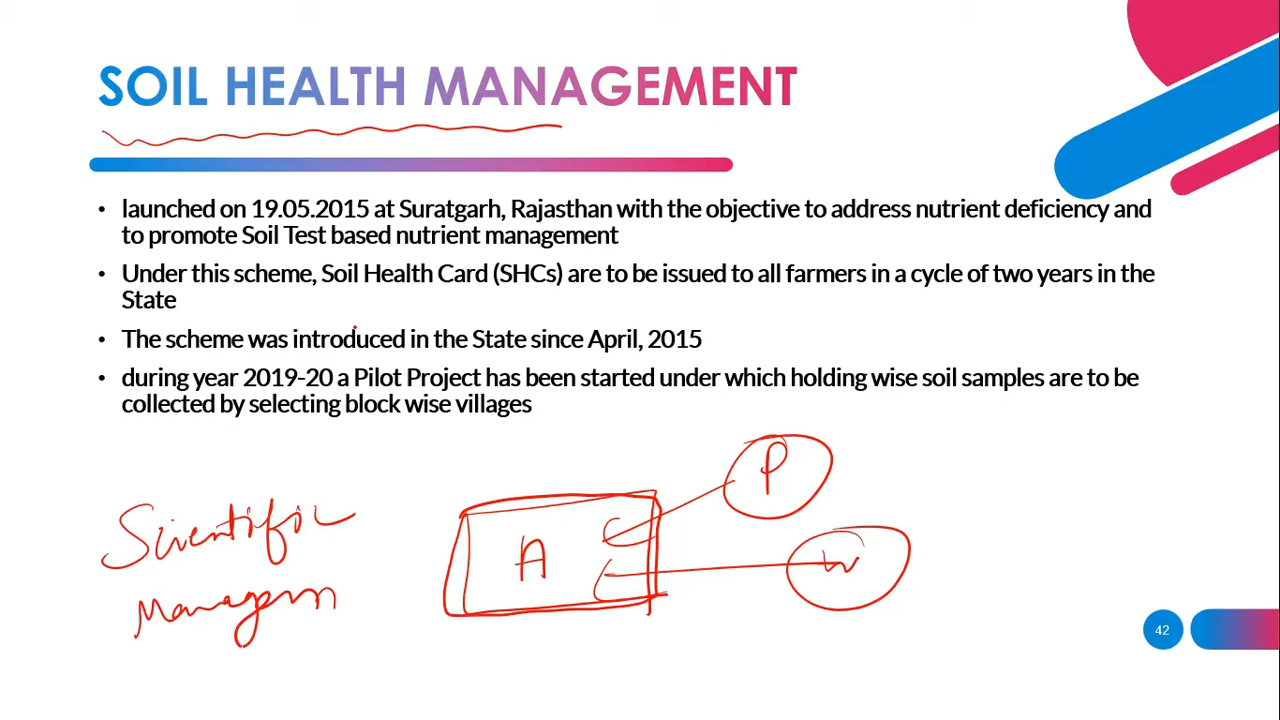 SOIL HEALTH MANAGEMENT
• launched on 19.05.2015 at Suratgarh, Rajasthan with the objective to address nutrient deficiency and
to promote Soil Test based nutrient management
• Under this scheme, Soil Health Card (SHCs) are to be issued to all farmers in a cycle of two years in the
State
• The scheme was introduced in the State since April, 2015
• during year 2019-20 a Pilot Project has been started under which holding wise soil samples are to be
collected by selecting block wise villages
P
Scientific
A
W
42